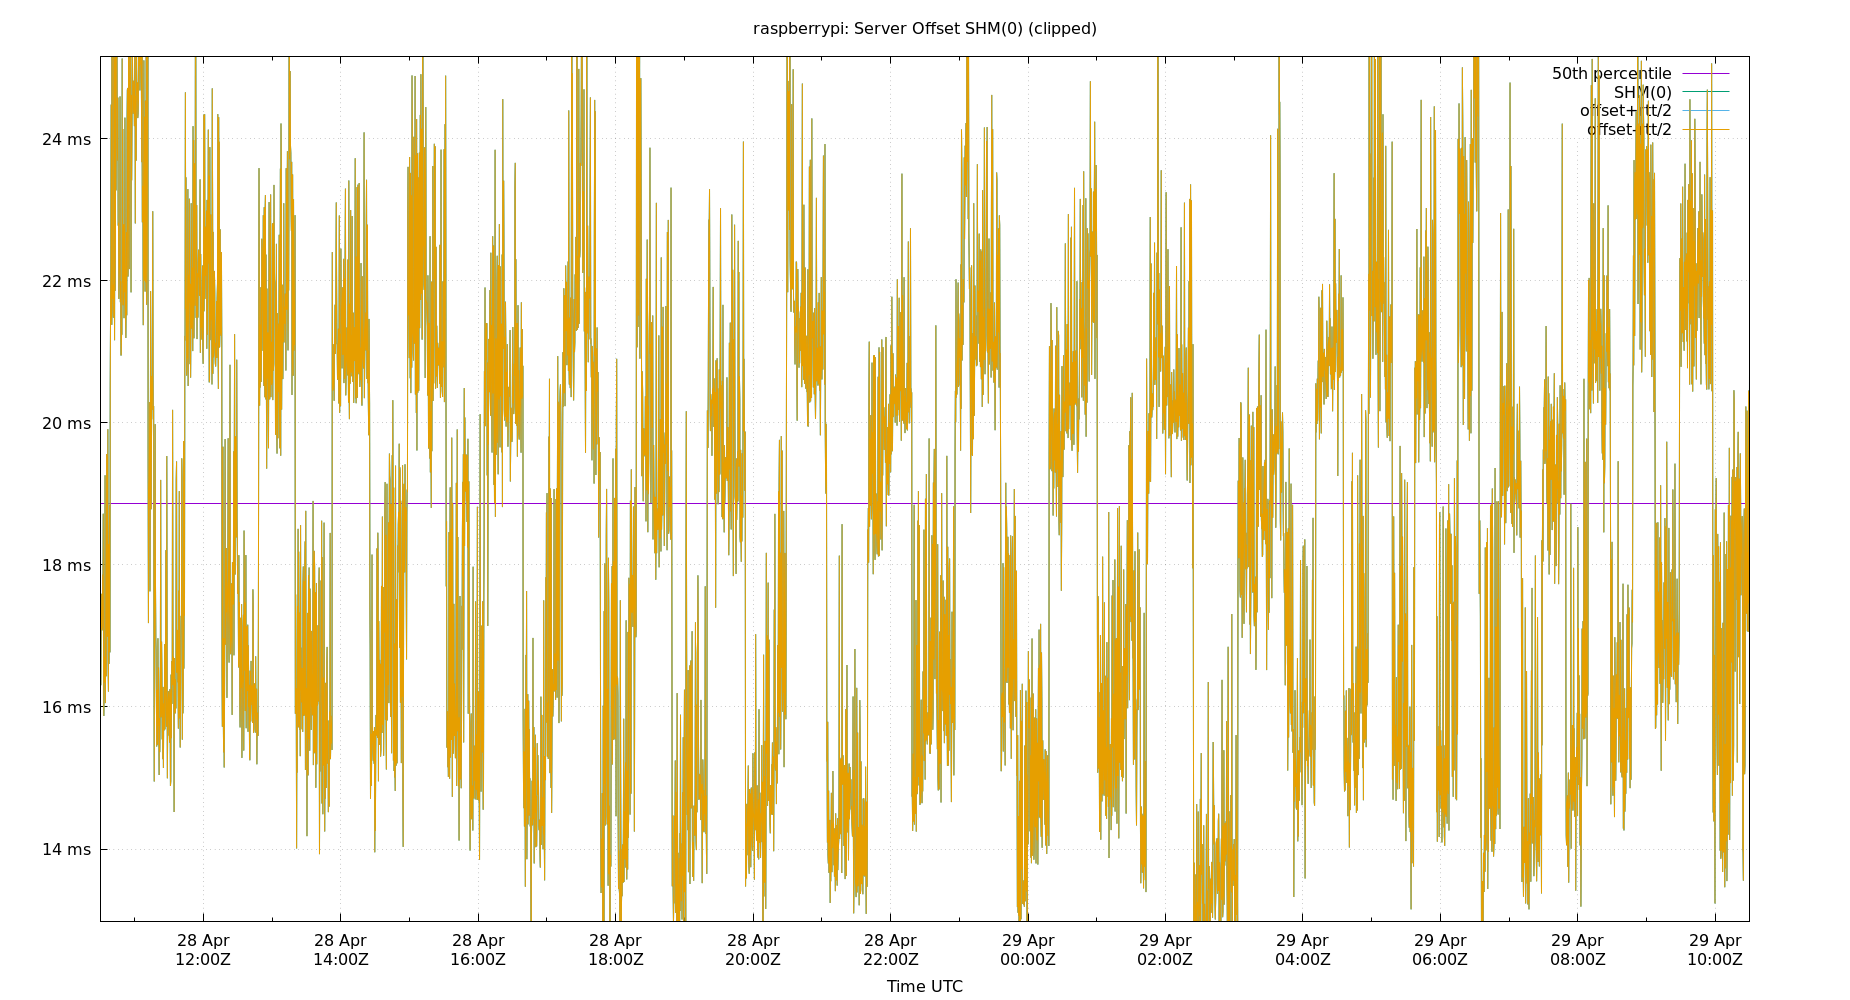 raspberrypi: Server Offset SHM(0) (clipped)
50th percentile
SHM(0)
offset+rtt/2
offset-rtt/2
24 ms
22 ms
20 ms
18 ms
16 ms
14 ms
28 Apr 28 Apr 28 Apr 28 Apr 28 Apr 28 Apr 29 Apr 29 Apr 29 Apr 29 Apr 29 Apr 29 Apr
12:00Z 14:00Z 16:00Z 18:00Z 20:00Z 22:00Z 00:00Z 02:00Z 04:00Z 06:00Z 08:00Z 10:00Z
Time UTC